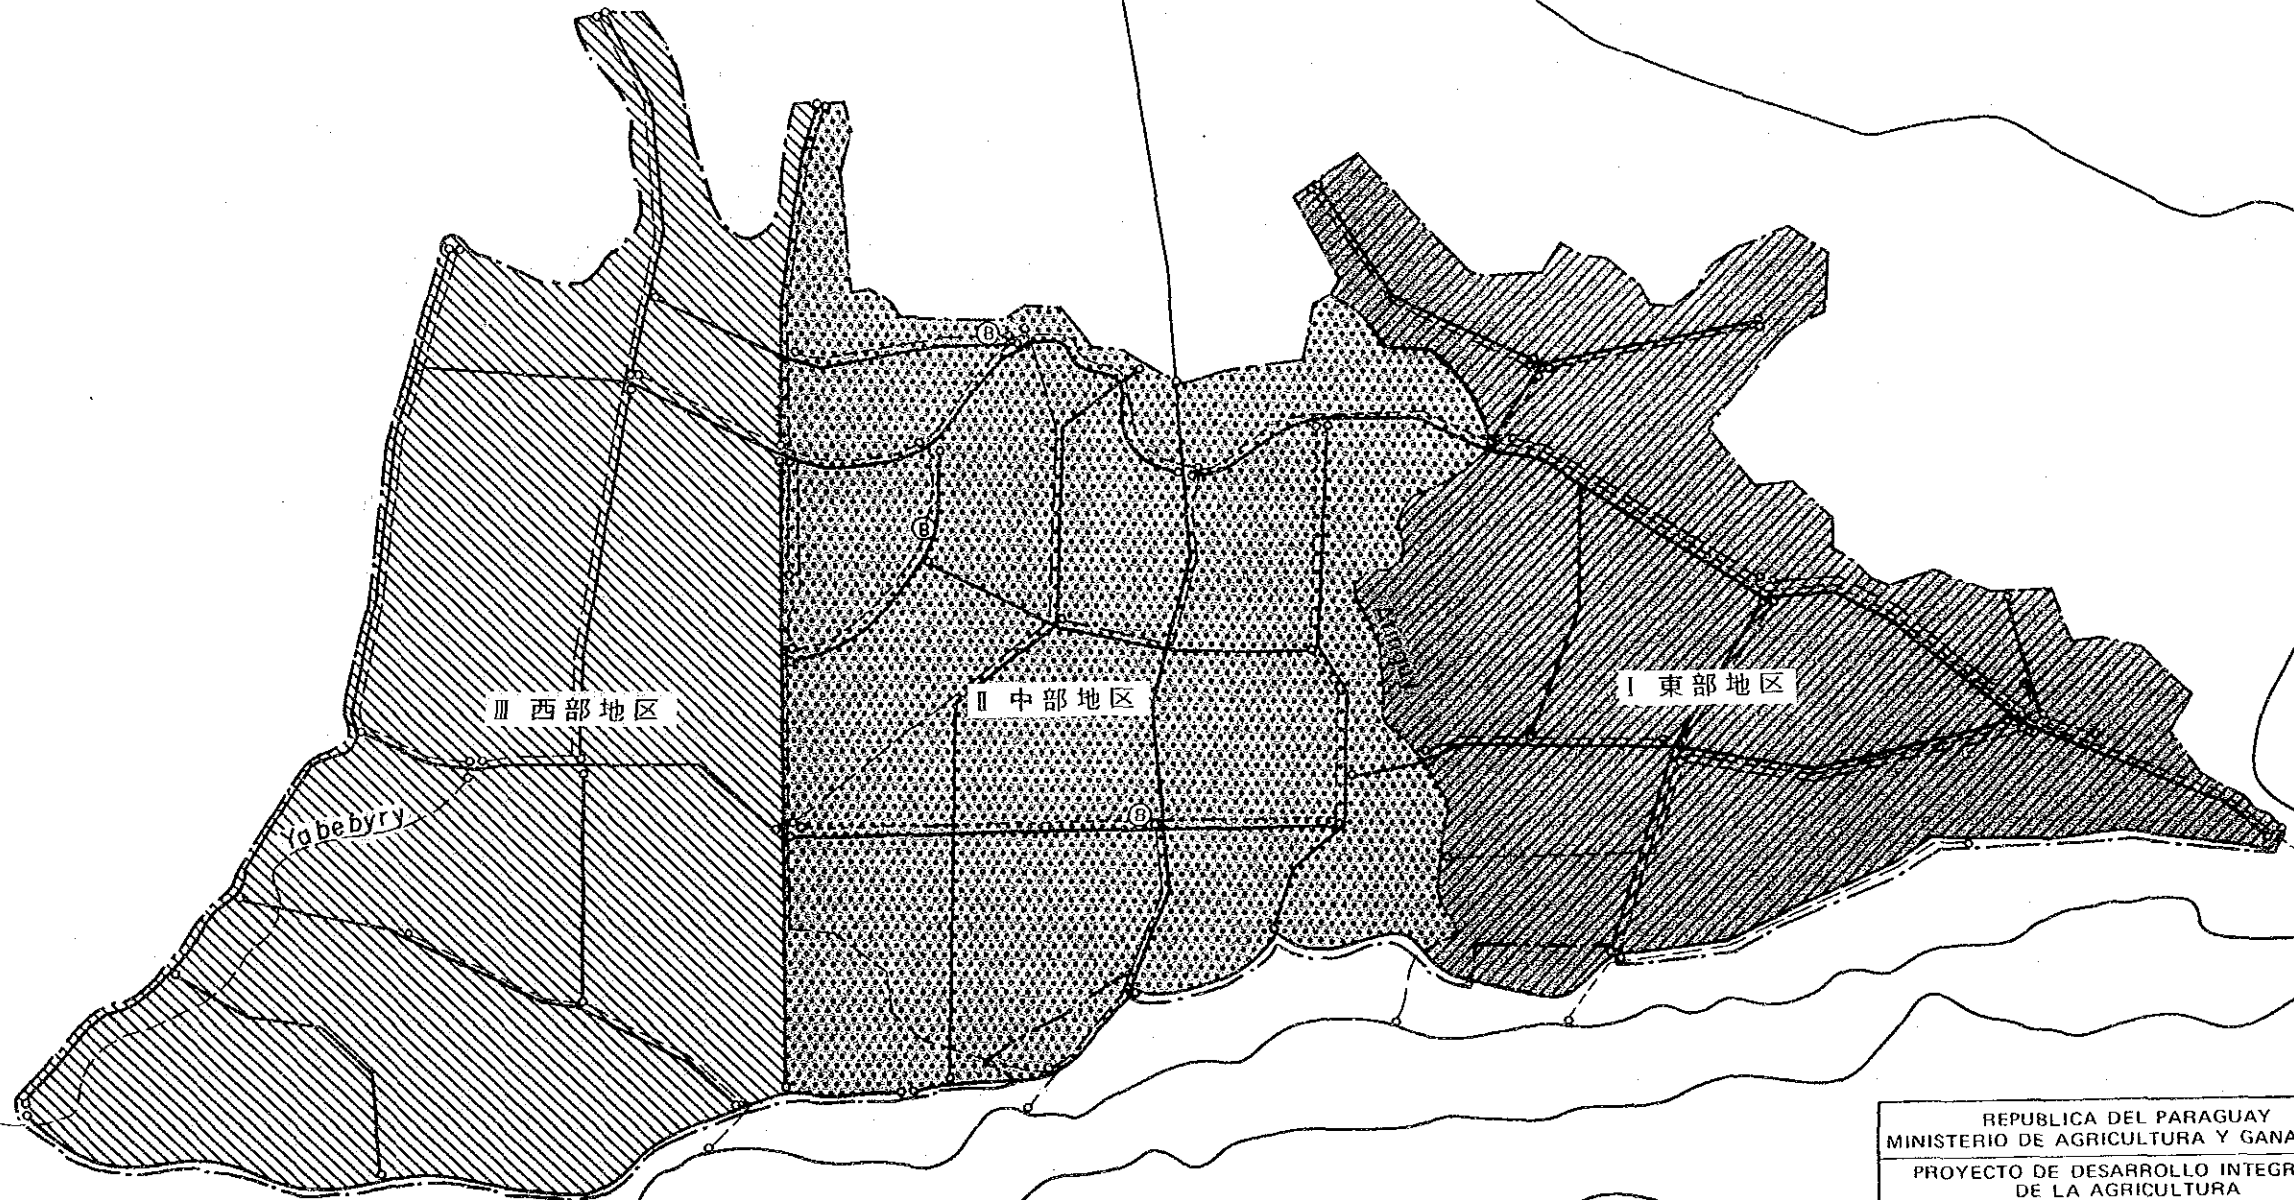 Ⓑ
Ⓑ
Ⅰ 東部地区
Ⅱ 中部地区
Ⅲ 西部地区
Ⓑ
Yabebyry
REPUBLICA DEL PARAGUAY
MINISTERIO DE AGRICULTURA Y GANA
PROYECTO DE DESARROLLO INTEGR
DE LA AGRICULTURA